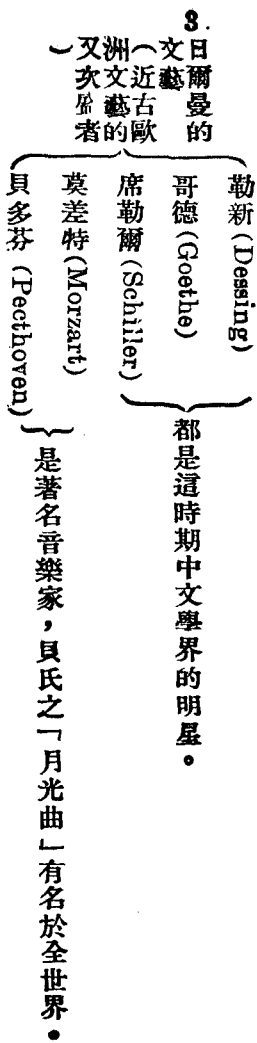 3. 日爾曼的
文藝
(近古歐
洲文藝的
又次盛者
)
勒新(Dessing)
哥德(Goethe)
席勒爾(Schiller)
都是這時期中文學界的明星。
莫差特(Morzart)
貝多芬(Pecthoven)
是著名音樂家，貝氏之「月光曲」有名於全世界。